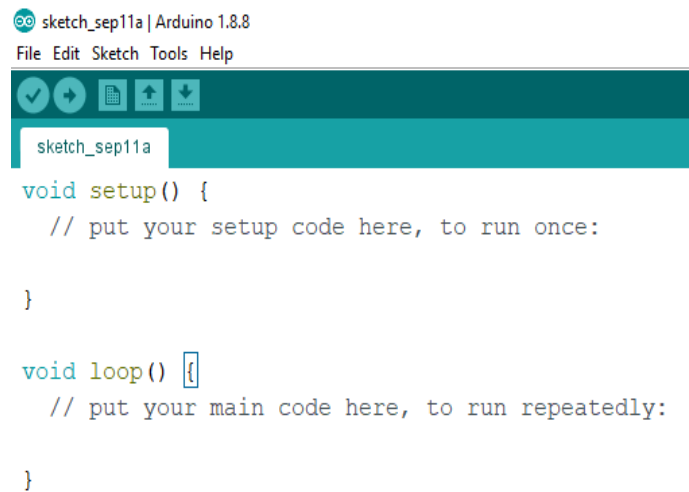 sketch_sep11a | Arduino 1.8.8
File Edit Sketch Tools Help
sketch_sep11a
void setup() {
  // put your setup code here, to run once:
}
void loop() {
  // put your main code here, to run repeatedly:
}